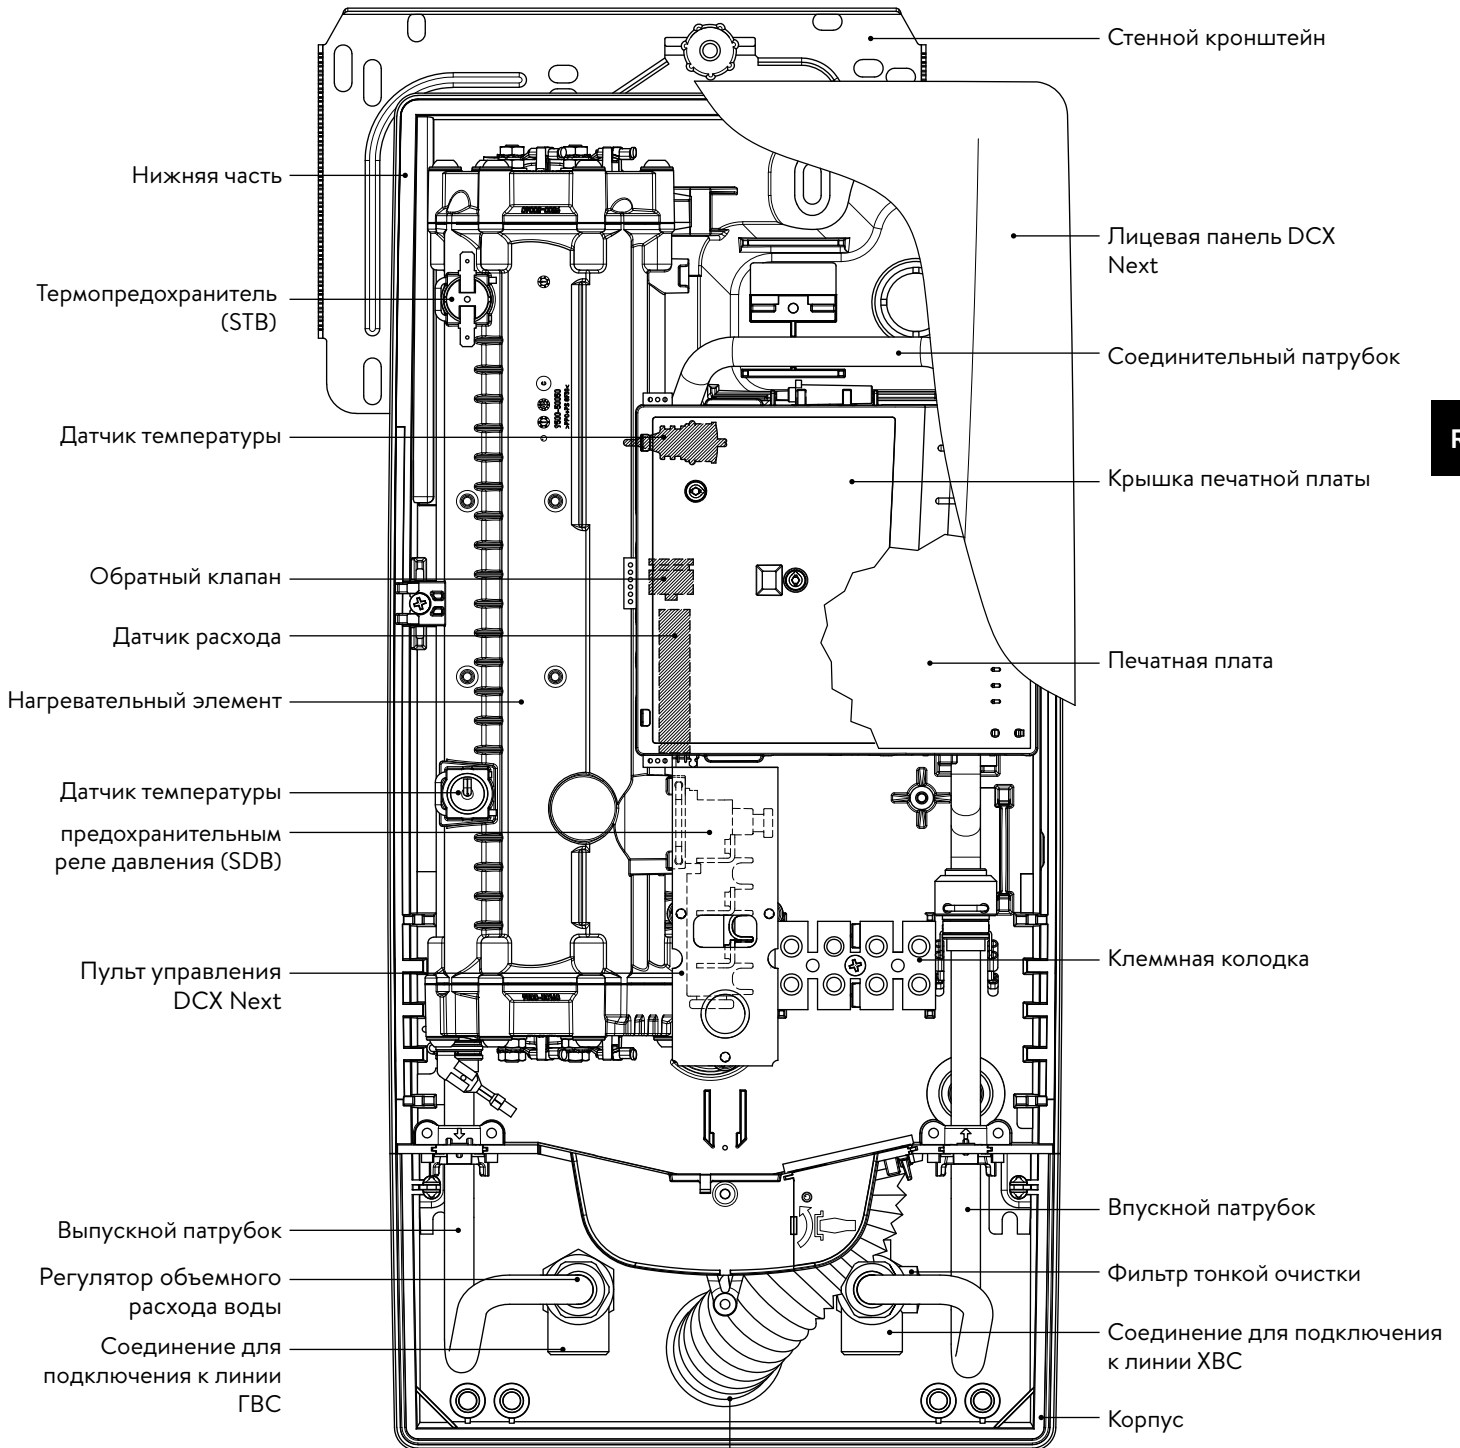 Стенной кронштейн
Нижняя часть
Лицевая панель DCX
Next
Термопредохранитель
(STB)
Соединительный патрубок
Датчик температуры
Крышка печатной платы
Обратный клапан
Датчик расхода
Печатная плата
Нагревательный элемент
Датчик температуры
предохранительным
реле давления (SDB)
Клеммная колодка
Пульт управления
DCX Next
Впускной патрубок
Выпускной патрубок
Регулятор объемного
расхода воды
Фильтр тонкой очистки
Соединение для
подключения к линии
ГВС
Соединение для подключения
к линии ХВС
Корпус